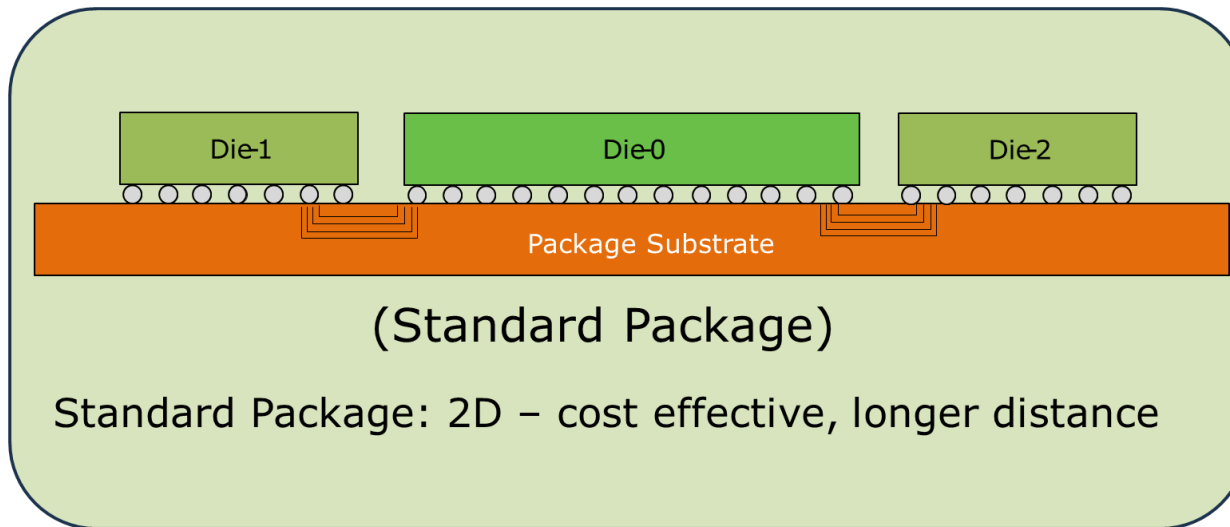 Die-1
Die-0
Die-2
Package Substrate
(Standard Package)
Standard Package: 2D – cost effective, longer distance